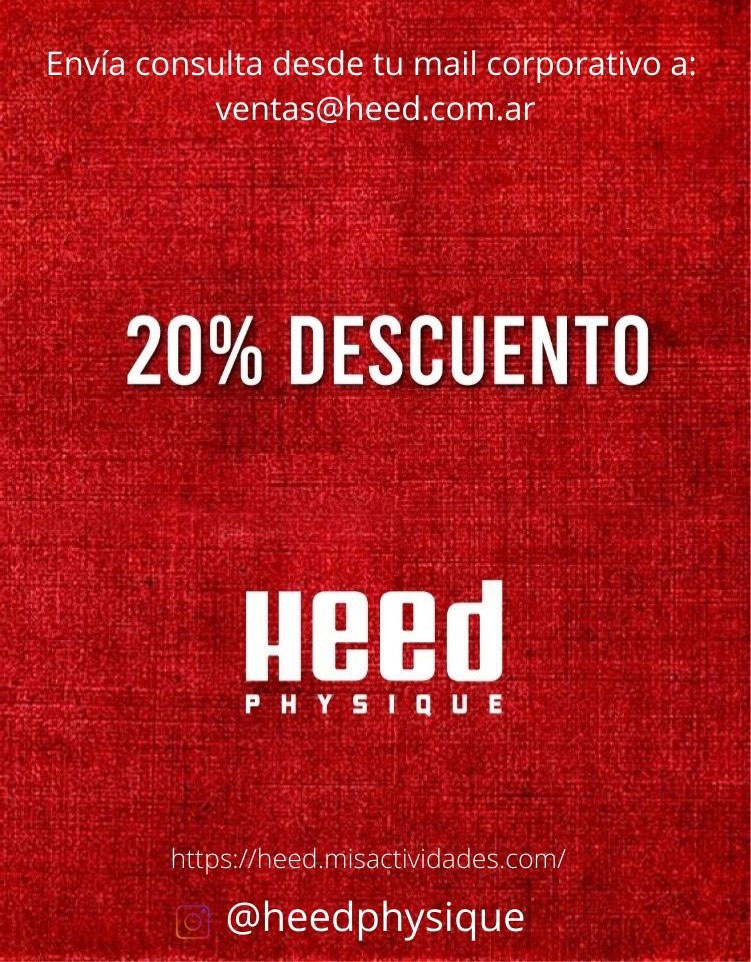 Envía consulta desde tu mail corporativo a:
ventas@heed.com.ar
20% DESCUENTO
Heed
PHYSIQUE
https://heed.misactividades.com/
@heedphysique